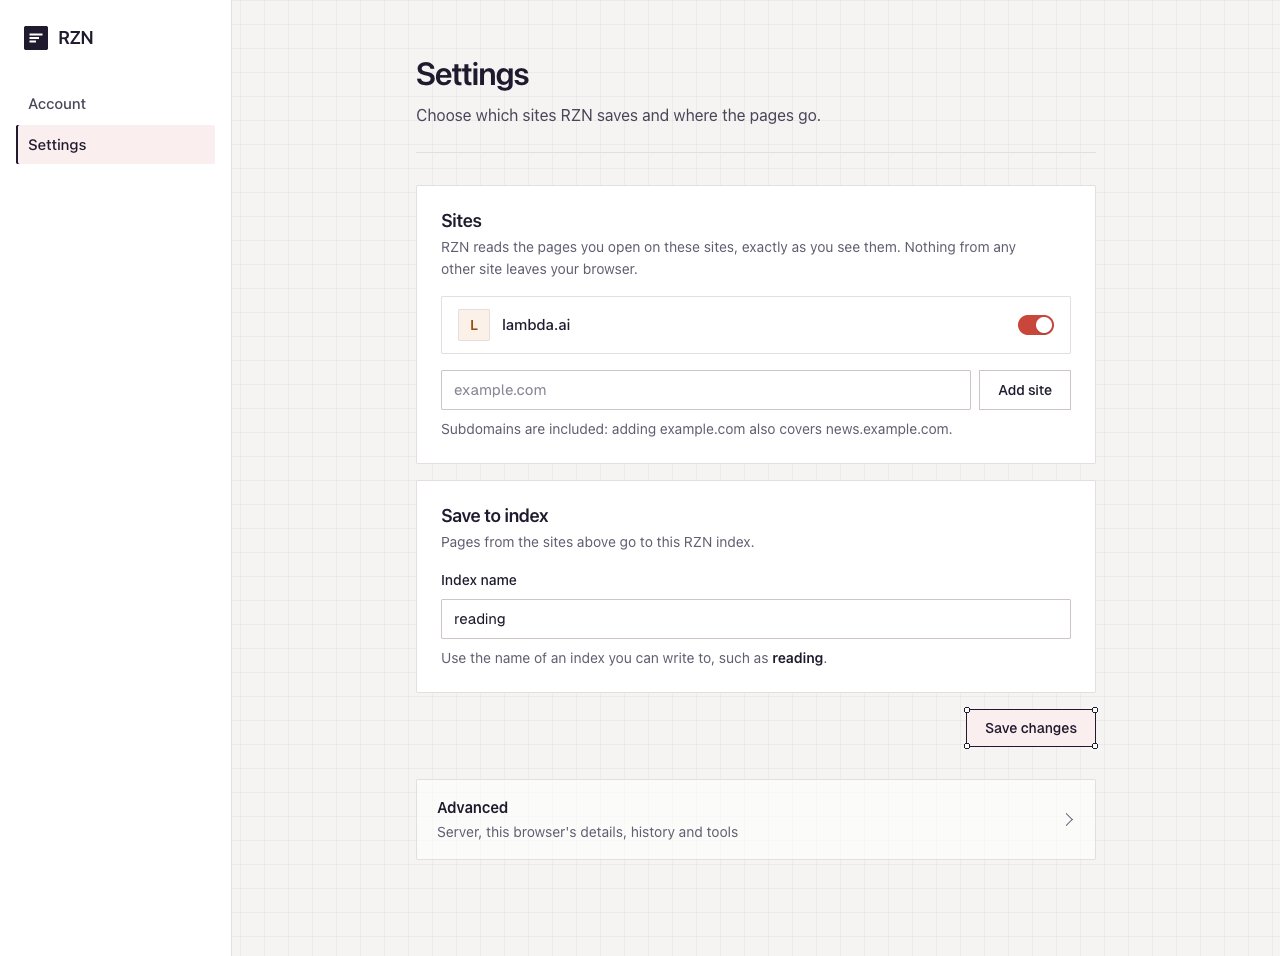 RZN
Account
Settings
Settings
Choose which sites RZN saves and where the pages go.
Sites
RZN reads the pages you open on these sites, exactly as you see them. Nothing from any
other site leaves your browser.
L
lambda.ai
example.com
Add site
Subdomains are included: adding example.com also covers news.example.com.
Save to index
Pages from the sites above go to this RZN index.
Index name
reading
Use the name of an index you can write to, such as reading.
Save changes
Advanced
Server, this browser's details, history and tools